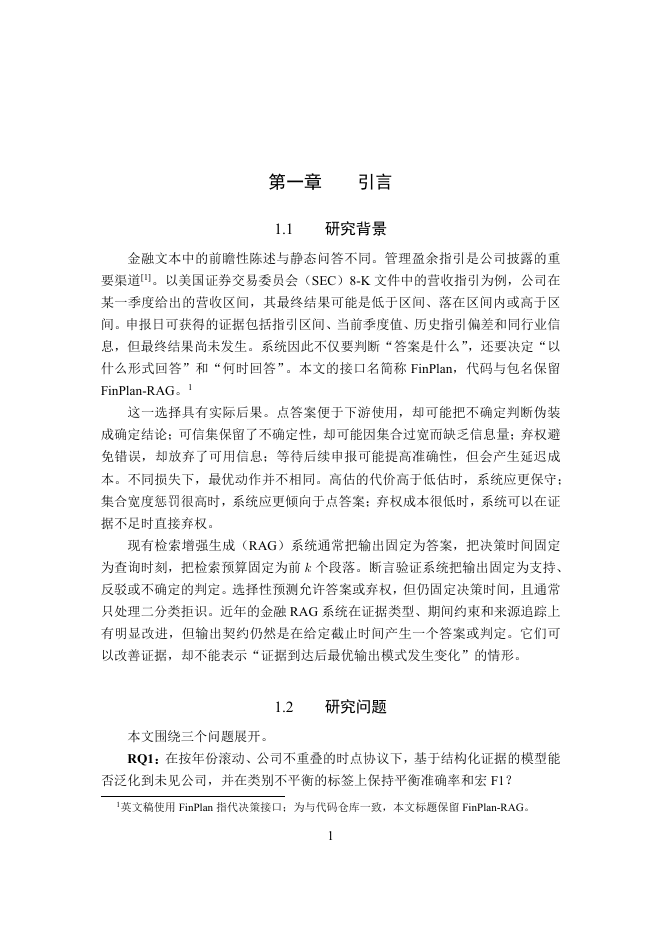 第一章 引言
1.1 研究背景
金融文本中的前瞻性陈述与静态问答不同。管理盈余指引是公司披露的重
要渠道[1]。以美国证券交易委员会（SEC）8-K 文件中的营收指引为例，公司在
某一季度给出的营收区间，其最终结果可能是低于区间、落在区间内或高于区
间。申报日可获得的证据包括指引区间、当前季度值、历史指引偏差和同行业信
息，但最终结果尚未发生。系统因此不仅要判断“答案是什么”，还要决定“以
什么形式回答”和“何时回答”。本文的接口名简称 FinPlan，代码与包名保留
FinPlan-RAG。1
这一选择具有实际后果。点答案便于下游使用，却可能把不确定判断伪装
成确定结论；可信集保留了不确定性，却可能因集合过宽而缺乏信息量；弃权避
免错误，却放弃了可用信息；等待后续申报可能提高准确性，但会产生延迟成
本。不同损失下，最优动作并不相同。高估的代价高于低估时，系统应更保守；
集合宽度惩罚很高时，系统应更倾向于点答案；弃权成本很低时，系统可以在证
据不足时直接弃权。
现有检索增强生成（RAG）系统通常把输出固定为答案，把决策时间固定
为查询时刻，把检索预算固定为前 k 个段落。断言验证系统把输出固定为支持、
反驳或不确定的判定。选择性预测允许答案或弃权，但仍固定决策时间，且通常
只处理二分类拒识。近年的金融 RAG 系统在证据类型、期间约束和来源追踪上
有明显改进，但输出契约仍然是在给定截止时间产生一个答案或判定。它们可
以改善证据，却不能表示“证据到达后最优输出模式发生变化”的情形。
1.2 研究问题
本文围绕三个问题展开。
RQ1：在按年份滚动、公司不重叠的时点协议下，基于结构化证据的模型能
否泛化到未见公司，并在类别不平衡的标签上保持平衡准确率和宏 F1？
1英文稿使用 FinPlan 指代决策接口；为与代码仓库一致，本文标题保留 FinPlan-RAG。
1